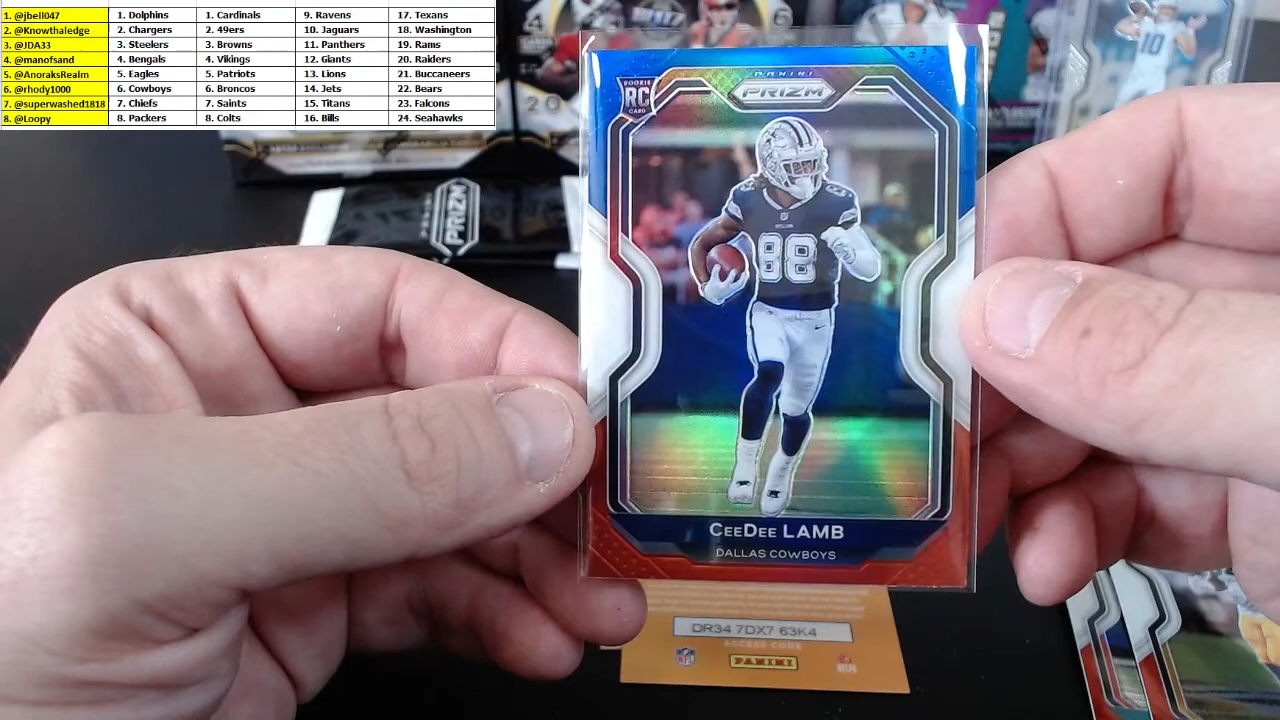 1. @jbell047 1. Dolphins 1. Cardinals 9. Ravens 17. Texans
2. @Knowthaledge 2. Chargers 2. 49ers 10. Jaguars 18. Washington
3. @JDA33 3. Steelers 3. Browns 11. Panthers 19. Rams
4. @manofsand 4. Bengals 4. Vikings 12. Giants 20. Raiders
5. @AnoraksRealm 5. Eagles 5. Patriots 13. Lions 21. Buccaneers
6. @rhody1000 6. Cowboys 6. Broncos 14. Jets 22. Bears
7. @superwashed1818 7. Chiefs 7. Saints 15. Titans 23. Falcons
8. @Loopy 8. Packers 8. Colts 16. Bills 24. Seahawks
20
10
ROOKIE
RC
CARD
PANINI
PRIZM
PANINI
PRIZM
88
CEEDEE LAMB
DALLAS COWBOYS
DR34 7DX7 63K4
ACCESS CODE
NFL
PANINI